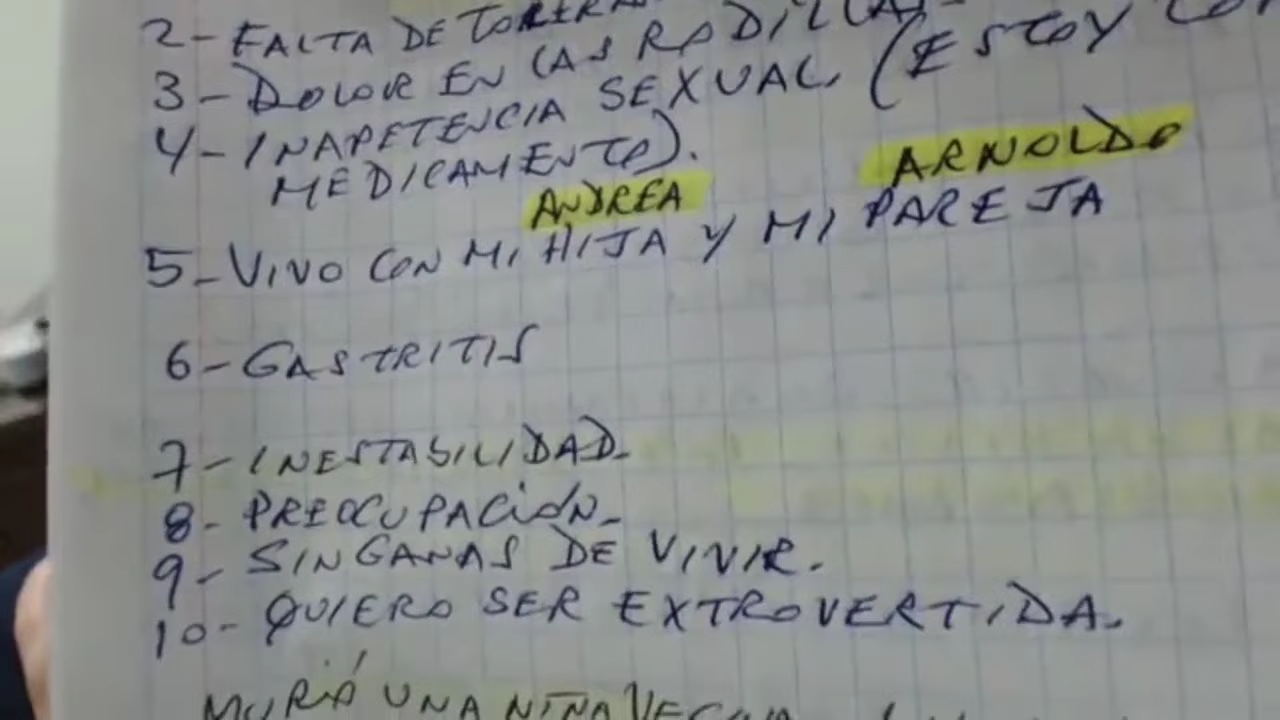 2- FALTA DE
3- DOLOR EN LAS RODILLAS.
4- INAPETENCIA SEXUAL. (ESTOY CON
MEDICAMENTO).
ANDREA ARNOLDO
5- VIVO CON MI HIJA Y MI PAREJA
6- GASTRITIS
7- INESTABILIDAD.
8- PREOCUPACIÓN.
9- SIN GANAS DE VIVIR.
10- QUIERO SER EXTROVERTIDA.
MURIÓ UNA NIÑA